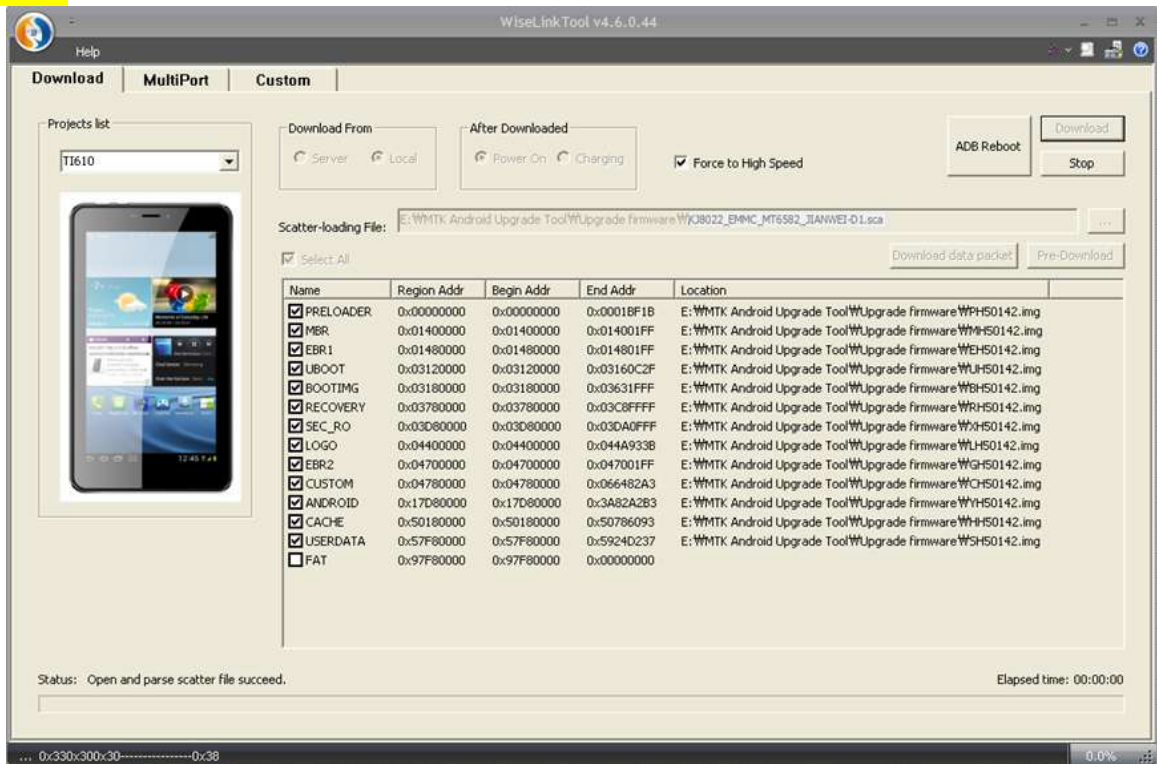 WiseLinkTool v4.6.0.44
Help
Download MultiPort Custom
Projects list
TI610
Download From
Server Local
After Downloaded
Power On Charging
Force to High Speed
ADB Reboot
Download
Stop
Scatter-loading File: E:₩MTK Android Upgrade Tool₩Upgrade firmware₩KJ8022_EMMC_MT6582_JIANWEI-D1.sca ...
Select All
Download data packet Pre-Download
Name Region Addr Begin Addr End Addr Location
PRELOADER 0x00000000 0x00000000 0x0001BF1B E:₩MTK Android Upgrade Tool₩Upgrade firmware₩PH50142.img
MBR 0x01400000 0x01400000 0x014001FF E:₩MTK Android Upgrade Tool₩Upgrade firmware₩MH50142.img
EBR1 0x01480000 0x01480000 0x014801FF E:₩MTK Android Upgrade Tool₩Upgrade firmware₩EH50142.img
UBOOT 0x03120000 0x03120000 0x03160C2F E:₩MTK Android Upgrade Tool₩Upgrade firmware₩UH50142.img
BOOTIMG 0x03180000 0x03180000 0x03631FFF E:₩MTK Android Upgrade Tool₩Upgrade firmware₩BH50142.img
RECOVERY 0x03780000 0x03780000 0x03C8FFFF E:₩MTK Android Upgrade Tool₩Upgrade firmware₩RH50142.img
SEC_RO 0x03D80000 0x03D80000 0x03DA0FFF E:₩MTK Android Upgrade Tool₩Upgrade firmware₩XH50142.img
LOGO 0x04400000 0x04400000 0x044A933B E:₩MTK Android Upgrade Tool₩Upgrade firmware₩LH50142.img
EBR2 0x04700000 0x04700000 0x047001FF E:₩MTK Android Upgrade Tool₩Upgrade firmware₩GH50142.img
CUSTOM 0x04780000 0x04780000 0x066482A3 E:₩MTK Android Upgrade Tool₩Upgrade firmware₩CH50142.img
ANDROID 0x17D80000 0x17D80000 0x3A82A2B3 E:₩MTK Android Upgrade Tool₩Upgrade firmware₩YH50142.img
CACHE 0x50180000 0x50180000 0x50786093 E:₩MTK Android Upgrade Tool₩Upgrade firmware₩HH50142.img
USERDATA 0x57F80000 0x57F80000 0x5924D237 E:₩MTK Android Upgrade Tool₩Upgrade firmware₩SH50142.img
FAT 0x97F80000 0x97F80000 0x00000000
12:45
Status: Open and parse scatter file succeed.
Elapsed time: 00:00:00
... 0x330x300x30----------------0x38
0.0%